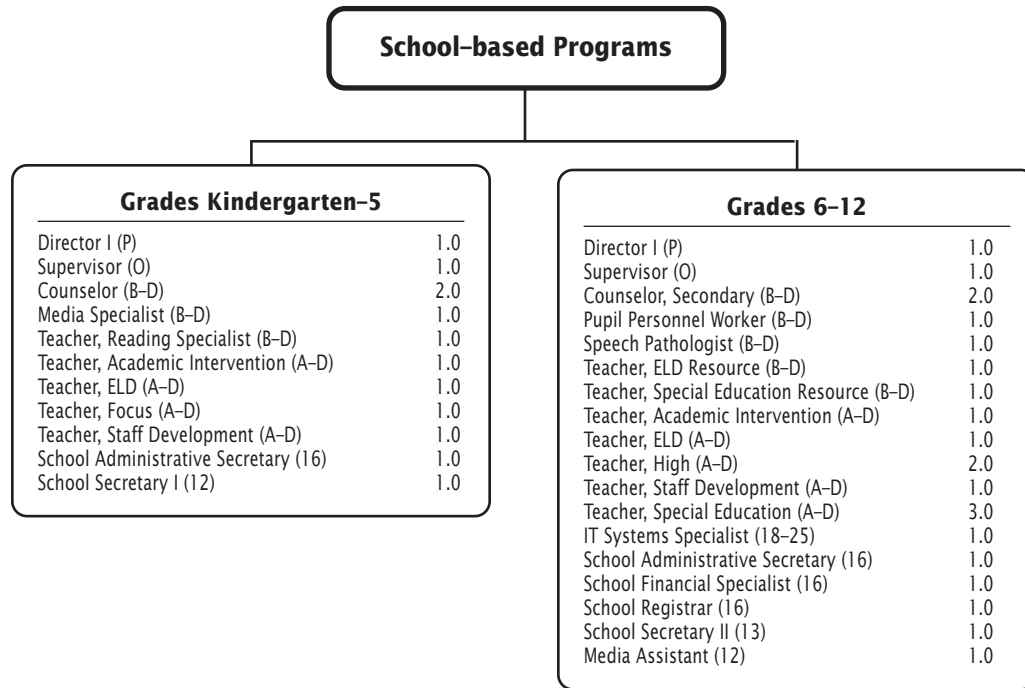 School–based Programs
Grades Kindergarten–5
Director I (P) 1.0
Supervisor (O) 1.0
Counselor (B–D) 2.0
Media Specialist (B–D) 1.0
Teacher, Reading Specialist (B–D) 1.0
Teacher, Academic Intervention (A–D) 1.0
Teacher, ELD (A–D) 1.0
Teacher, Focus (A–D) 1.0
Teacher, Staff Development (A–D) 1.0
School Administrative Secretary (16) 1.0
School Secretary I (12) 1.0
Grades 6–12
Director I (P) 1.0
Supervisor (O) 1.0
Counselor, Secondary (B–D) 2.0
Pupil Personnel Worker (B–D) 1.0
Speech Pathologist (B–D) 1.0
Teacher, ELD Resource (B–D) 1.0
Teacher, Special Education Resource (B–D) 1.0
Teacher, Academic Intervention (A–D) 1.0
Teacher, ELD (A–D) 1.0
Teacher, High (A–D) 2.0
Teacher, Staff Development (A–D) 1.0
Teacher, Special Education (A–D) 3.0
IT Systems Specialist (18–25) 1.0
School Administrative Secretary (16) 1.0
School Financial Specialist (16) 1.0
School Registrar (16) 1.0
School Secretary II (13) 1.0
Media Assistant (12) 1.0